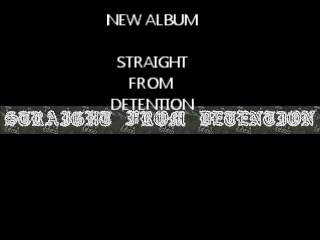 NEW ALBUM
STRAIGHT
FROM
DETENTION
STRAIGHT FROM DETENTION